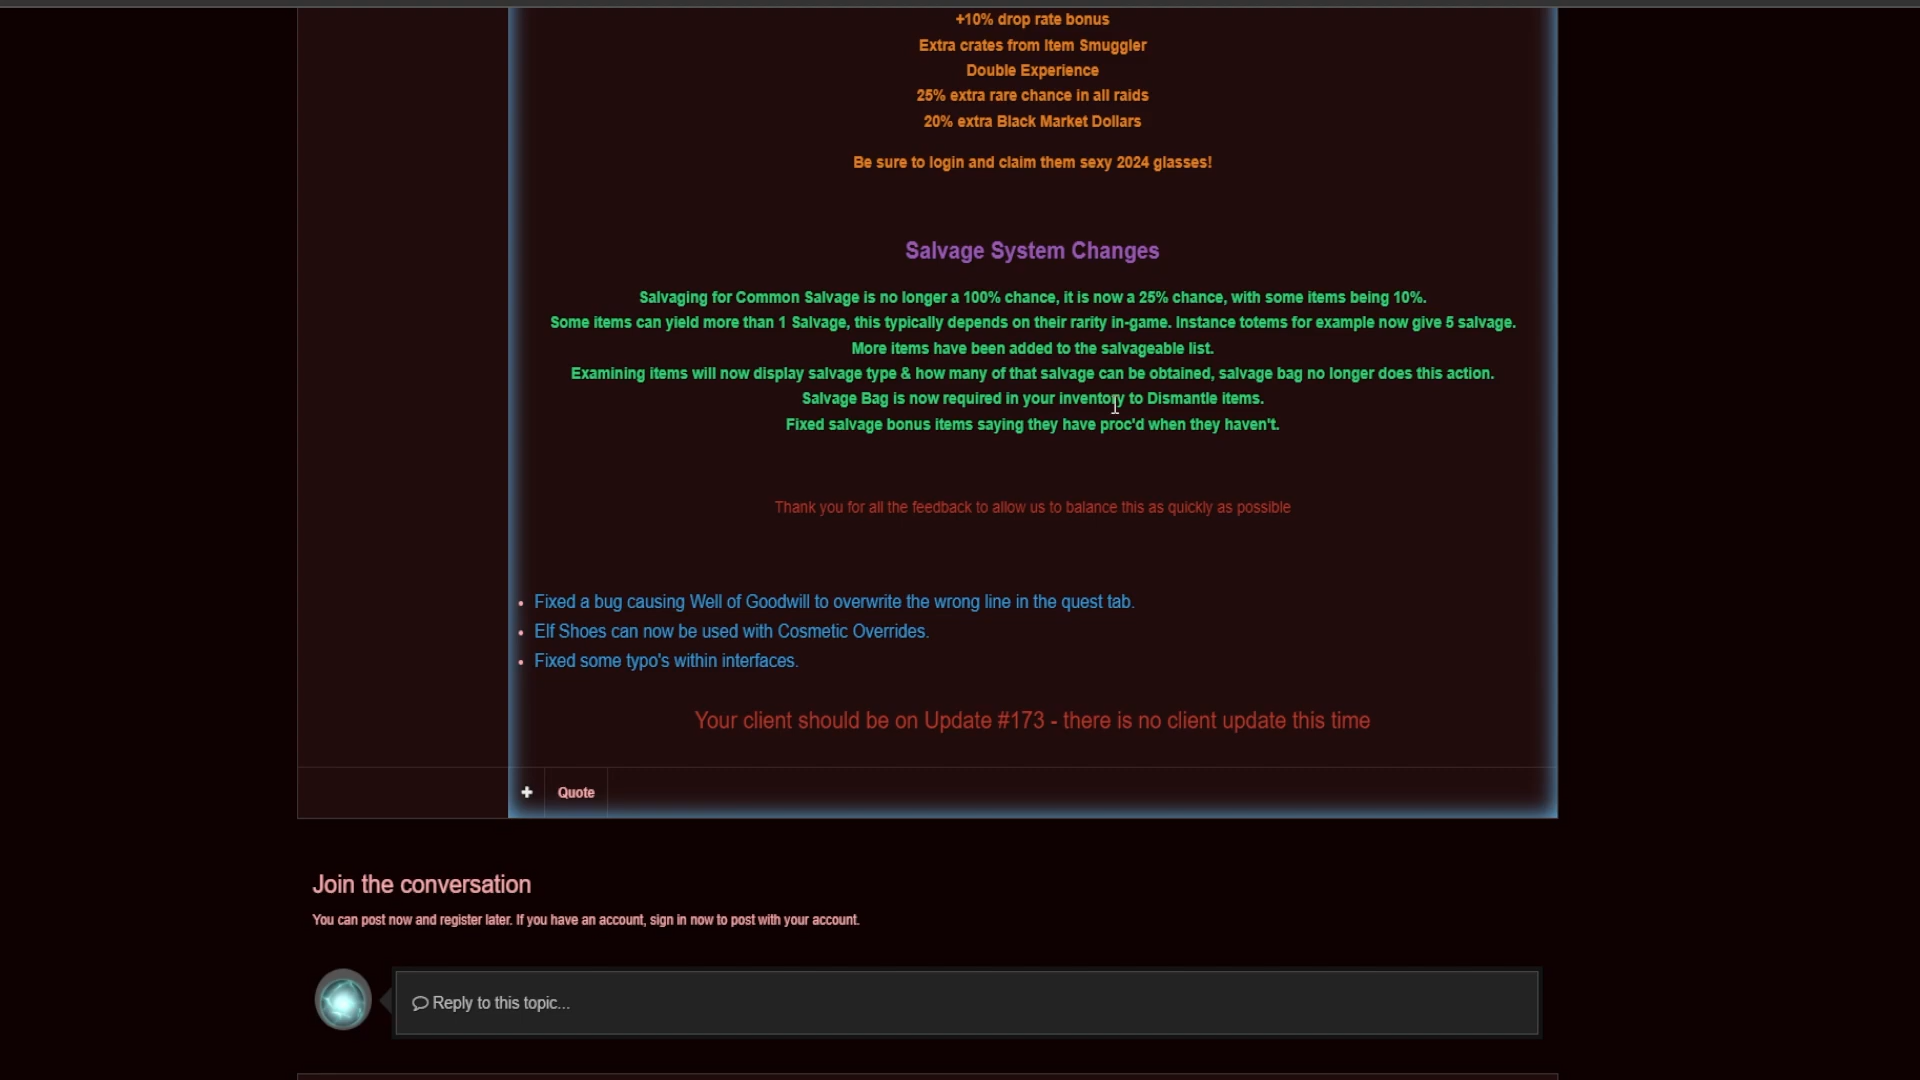 +10% drop rate bonus
Extra crates from Item Smuggler
Double Experience
25% extra rare chance in all raids
20% extra Black Market Dollars
Be sure to login and claim them sexy 2024 glasses!
Salvage System Changes
Salvaging for Common Salvage is no longer a 100% chance, it is now a 25% chance, with some items being 10%.
Some items can yield more than 1 Salvage, this typically depends on their rarity in-game. Instance totems for example now give 5 salvage.
More items have been added to the salvageable list.
Examining items will now display salvage type & how many of that salvage can be obtained, salvage bag no longer does this action.
Salvage Bag is now required in your inventory to Dismantle items.
Fixed salvage bonus items saying they have proc'd when they haven't.
Thank you for all the feedback to allow us to balance this as quickly as possible
• Fixed a bug causing Well of Goodwill to overwrite the wrong line in the quest tab.
• Elf Shoes can now be used with Cosmetic Overrides.
• Fixed some typo's within interfaces.
Your client should be on Update #173 - there is no client update this time
+ Quote
Join the conversation
You can post now and register later. If you have an account, sign in now to post with your account.
Reply to this topic...